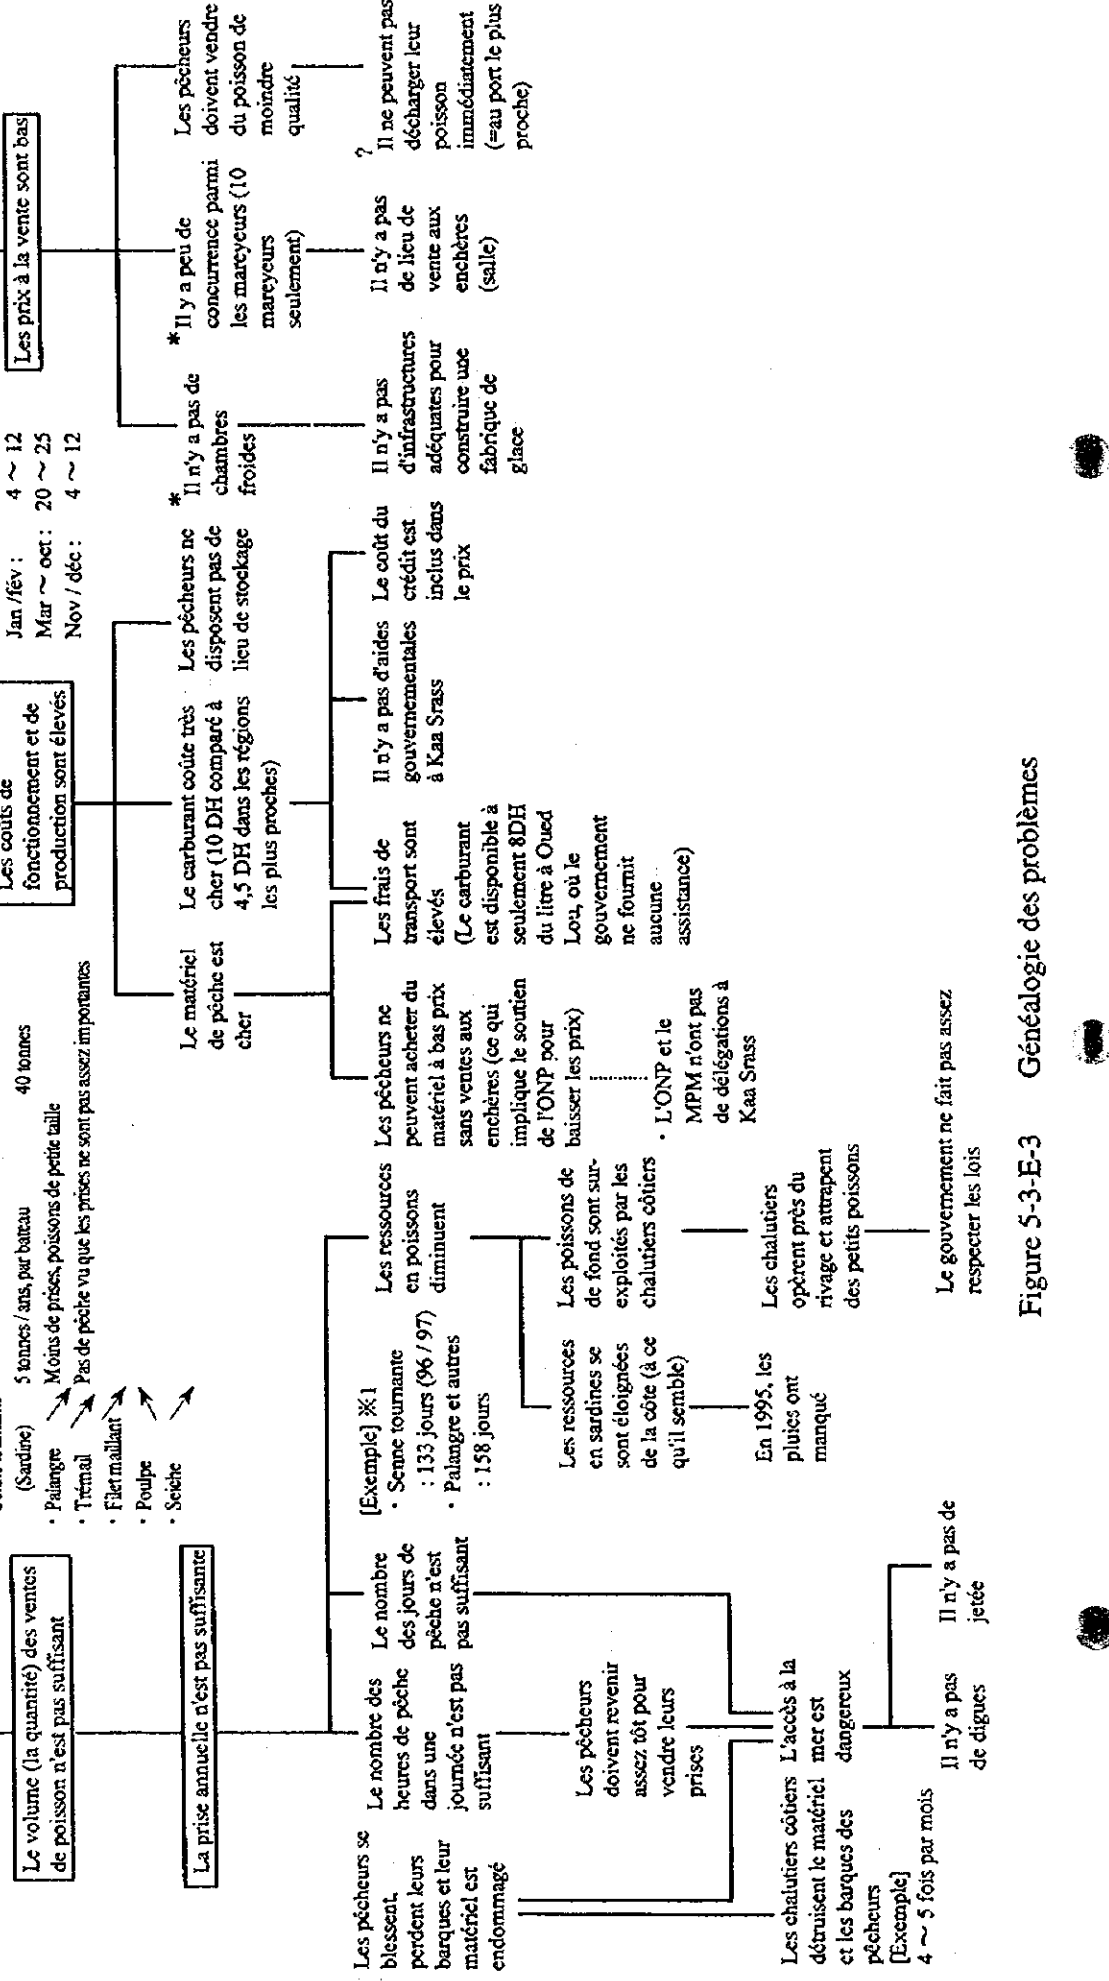 Le volume (la quantité) des ventes
de poisson n'est pas suffisant
(Sardine) 5 tonnes / ans, par bateau 40 tonnes
· Palangre Moins de prises, poissons de petite taille
· Trémail Pas de pêche vu que les prises ne sont pas assez importantes
· Filet maillant
· Poulpe
· Seiche
Les coûts de
fonctionnement et de
production sont élevés
Jan /fév : 4 ~ 12
Mar ~ oct : 20 ~ 25
Nov / déc : 4 ~ 12
Les prix à la vente sont bas
La prise annuelle n'est pas suffisante
Le matériel
de pêche est
cher
Le carburant coûte très
cher (10 DH comparé à
4,5 DH dans les régions
les plus proches)
Les pêcheurs ne
disposent pas de
lieu de stockage
* Il n'y a pas de
chambres
froides
* Il y a peu de
concurrence parmi
les mareyeurs (10
mareyeurs
seulement)
Les pêcheurs
doivent vendre
du poisson de
moindre
qualité
Les pêcheurs se
blessent,
perdent leurs
barques et leur
matériel est
endommagé
Le nombre des
heures de pêche
dans une
journée n'est pas
suffisant
Le nombre
des jours de
pêche n'est
pas suffisant
[Exemple] ※1
· Senne tournante
: 133 jours (96 / 97)
· Palangre et autres
: 158 jours
Les ressources
en poissons
diminuent
Les pêcheurs ne
peuvent acheter du
matériel à bas prix
sans ventes aux
enchères (ce qui
implique le soutien
de l'ONP pour
baisser les prix)
Les frais de
transport sont
élevés
(Le carburant
est disponible à
seulement 8DH
du litre à Oued
Lou, où le
gouvernement
ne fournit
aucune
assistance)
Il n'y a pas d'aides
gouvernementales
à Kaa Srass
Le coût du
crédit est
inclus dans
le prix
Il n'y a pas
d'infrastructures
adéquates pour
construire une
fabrique de
glace
Il n'y a pas
de lieu de
vente aux
enchères
(salle)
?
Il ne peuvent pas
décharger leur
poisson
immédiatement
(=au port le plus
proche)
Les pêcheurs
doivent revenir
assez tôt pour
vendre leurs
prises
Les ressources
en sardines se
sont éloignées
de la côte (à ce
qu'il semble)
Les poissons de
de fond sont sur-
exploités par les
chalutiers côtiers
· L'ONP et le
MPM n'ont pas
de délégations à
Kaa Srass
Les chalutiers côtiers
détruisent le matériel
et les barques des
pêcheurs
[Exemple]
4 ~ 5 fois par mois
L'accès à la
mer est
dangereux
En 1995, les
pluies ont
manqué
Les chalutiers
opèrent près du
rivage et attrapent
des petits poissons
Il n'y a pas
de digues
Il n'y a pas de
jetée
Le gouvernement ne fait pas assez
respecter les lois
Figure 5-3-E-3 Généalogie des problèmes